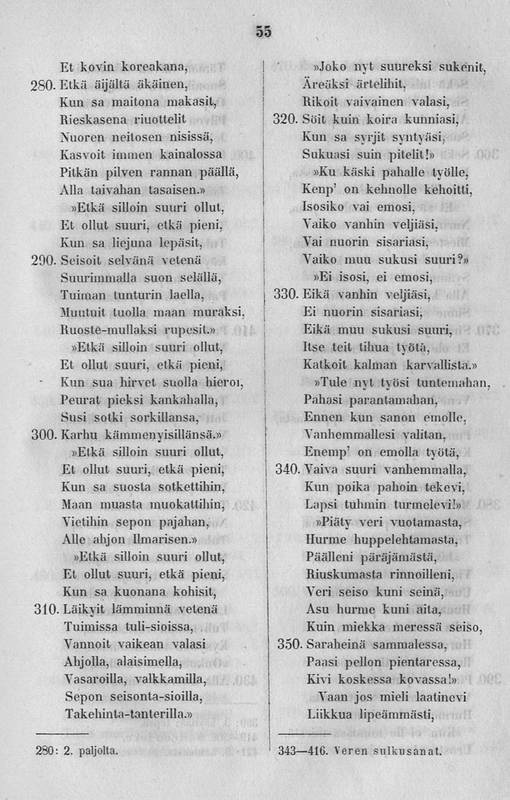 55
Et kovin koreakana,
280. Etkä äijältä äkäinen,
Kun sa maitona makasit,
Rieskasena riuottelit
Nuoren neitosen nisissä,
Kasvoit immen kainalossa
Pitkän pilven rannan päällä,
Alla taivahan tasaisen.»
»Etkä silloin suuri ollut,
Et ollut suuri, etkä pieni,
Kun sa liejuna lepäsit,
290. Seisoit selvänä vetenä
Suurimmalla suon selällä,
Tuiman tunturin laella,
Muutuit tuolla maan muraksi,
Ruoste-mullaksi rupesit.»
»Etkä silloin suuri ollut,
Et ollut suuri, etkä pieni,
Kun sua hirvet suolla hieroi,
Peurat pieksi kankahalla,
Susi sotki sorkillansa,
300. Karhu kämmenyisillänsä.»
»Etkä silloin suuri ollut,
Et ollut suuri, etkä pieni,
Kun sa suosta sotkettihin,
Maan muasta muokattihin,
Vietihin sepon pajahan,
Alle ahjon Ilmarisen.»
»Etkä silloin suuri ollut,
Et ollut suuri, etkä pieni,
Kun sa kuonana kohisit,
310. Läikyit lämminnä vetenä
Tuimissa tuli-sioissa,
Vannoit vaikean valasi
Ahjolla, alaisimella,
Vasaroilla, valkkamilla,
Sepon seisonta-sioilla,
Takehinta-tanterilla.»
280: 2. paljolta.
»Joko nyt suureksi sukenit,
Äreäksi ärtelihit,
Rikoit vaivainen valasi,
320. Söit kuin koira kunniasi,
Kun sa syrjit syntyäsi,
Sukuasi suin pitelit!»
»Ku käski pahalle työlle,
Kenp' on kehnolle kehoitti,
Isosiko vai emosi,
Vaiko vanhin veljiäsi,
Vai nuorin sisariasi,
Vaiko muu sukusi suuri?»
»Ei isosi, ei emosi,
330. Eikä vanhin veljiäsi,
Ei nuorin sisariasi,
Eikä muu sukusi suuri,
Itse teit tihua työtä,
Katkoit kalman karvallista.»
»Tule nyt työsi tuntemahan,
Pahasi parantamahan,
Ennen kun sanon emolle,
Vanhemmallesi valitan,
Enemp' on emolla työtä,
340. Vaiva suuri vanhemmalla,
Kun poika pahoin tekevi,
Lapsi tuhmin turmelevi!»
»Piäty veri vuotamasta,
Hurme huppelehtamasta,
Päälleni päräjämästä,
Riuskumasta rinnoilleni,
Veri seiso kuni seinä,
Asu hurme kuni aita,
Kuin miekka meressä seiso,
350. Saraheinä sammalessa,
Paasi pellon pientaressa,
Kivi koskessa kovassa!»
Vaan jos mieli laatinevi
Liikkua lipeämmästi,
343—416. Veren sulkusanat.